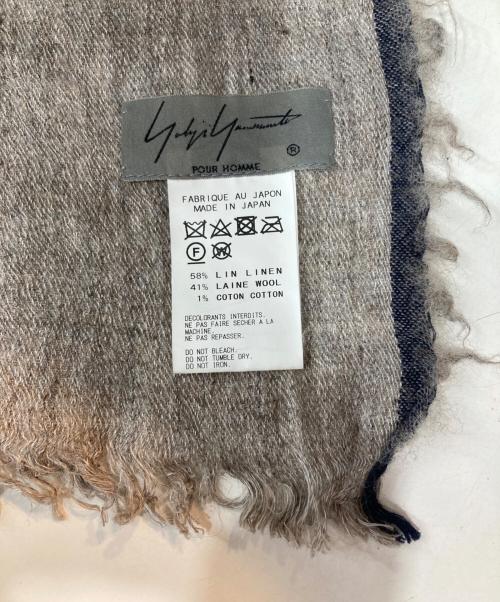 Yohji Yamamoto
POUR HOMME ®
FABRIQUE AU JAPON
MADE IN JAPAN
F W
58% LIN LINEN
41% LAINE WOOL
1% COTON COTTON
DECOLORANTS INTERDITS.
NE PAS FAIRE SECHER A LA
MACHINE.
NE PAS REPASSER.
DO NOT BLEACH.
DO NOT TUMBLE DRY.
DO NOT IRON.